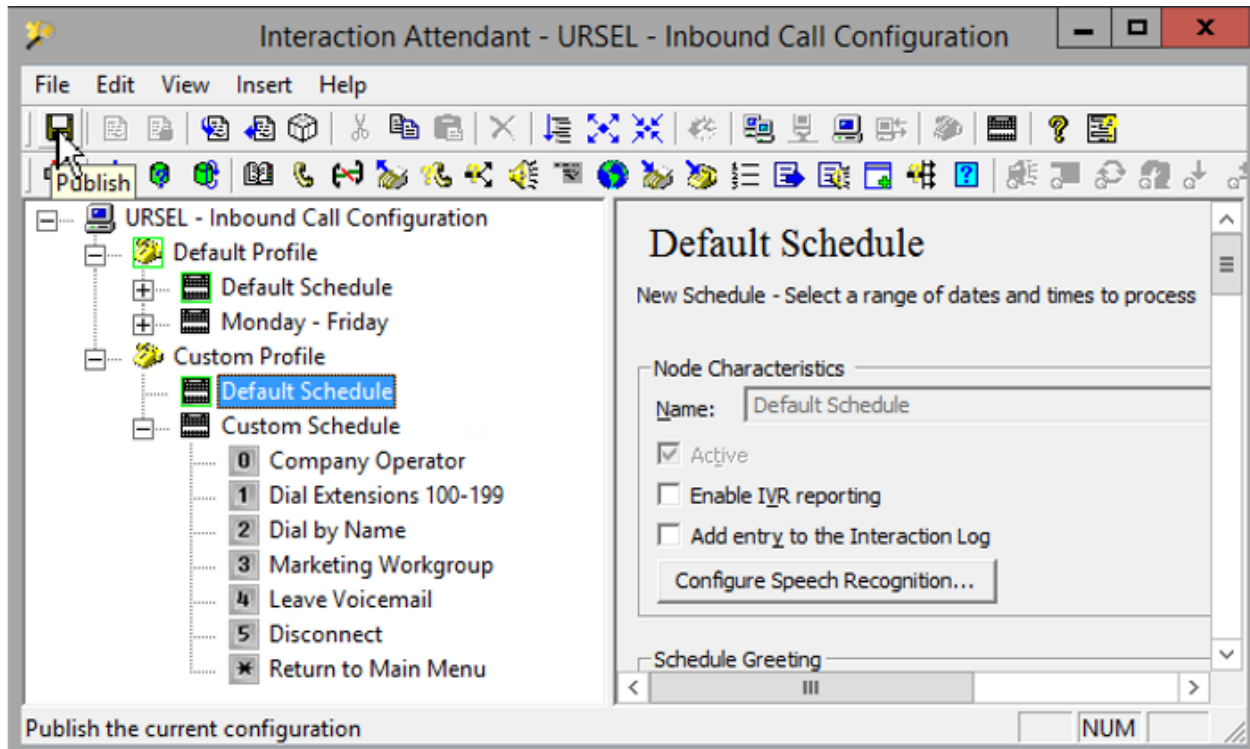 Interaction Attendant - URSEL - Inbound Call Configuration
File Edit View Insert Help
Publish
URSEL - Inbound Call Configuration
Default Profile
Default Schedule
Monday - Friday
Custom Profile
Default Schedule
Custom Schedule
0 Company Operator
1 Dial Extensions 100-199
2 Dial by Name
3 Marketing Workgroup
4 Leave Voicemail
5 Disconnect
* Return to Main Menu
Default Schedule
New Schedule - Select a range of dates and times to process
Node Characteristics
Name: Default Schedule
Active
Enable IVR reporting
Add entry to the Interaction Log
Configure Speech Recognition...
Schedule Greeting
Publish the current configuration
NUM